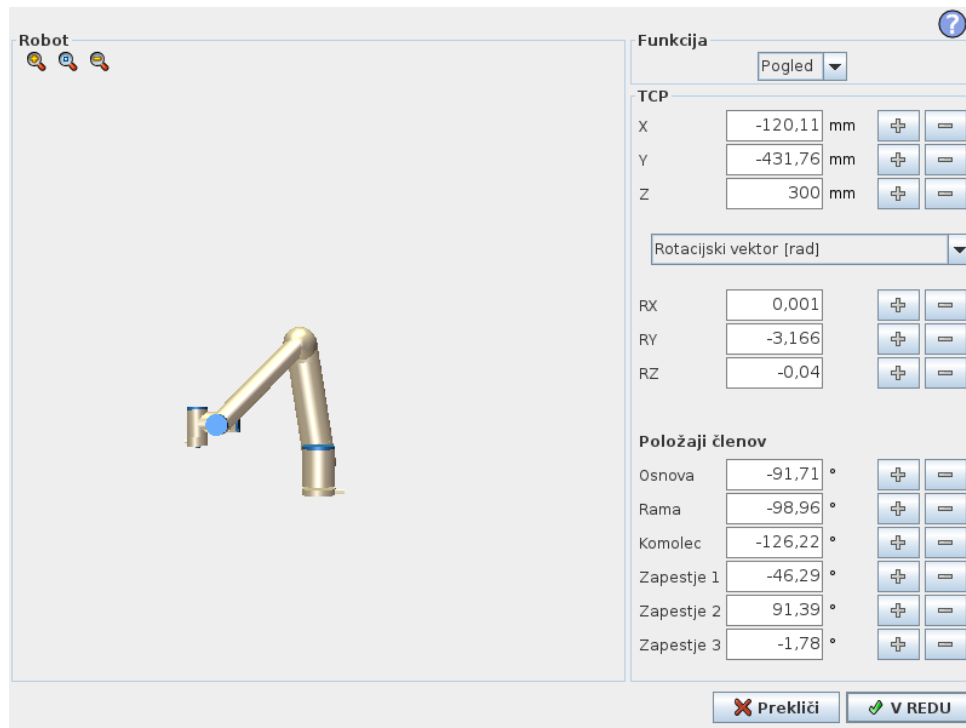 Robot
Funkcija
Pogled
TCP
X -120,11 mm
Y -431,76 mm
Z 300 mm
Rotacijski vektor [rad]
RX 0,001
RY -3,166
RZ -0,04
Položaji členov
Osnova -91,71 °
Rama -98,96 °
Komolec -126,22 °
Zapestje 1 -46,29 °
Zapestje 2 91,39 °
Zapestje 3 -1,78 °
Prekliči V REDU